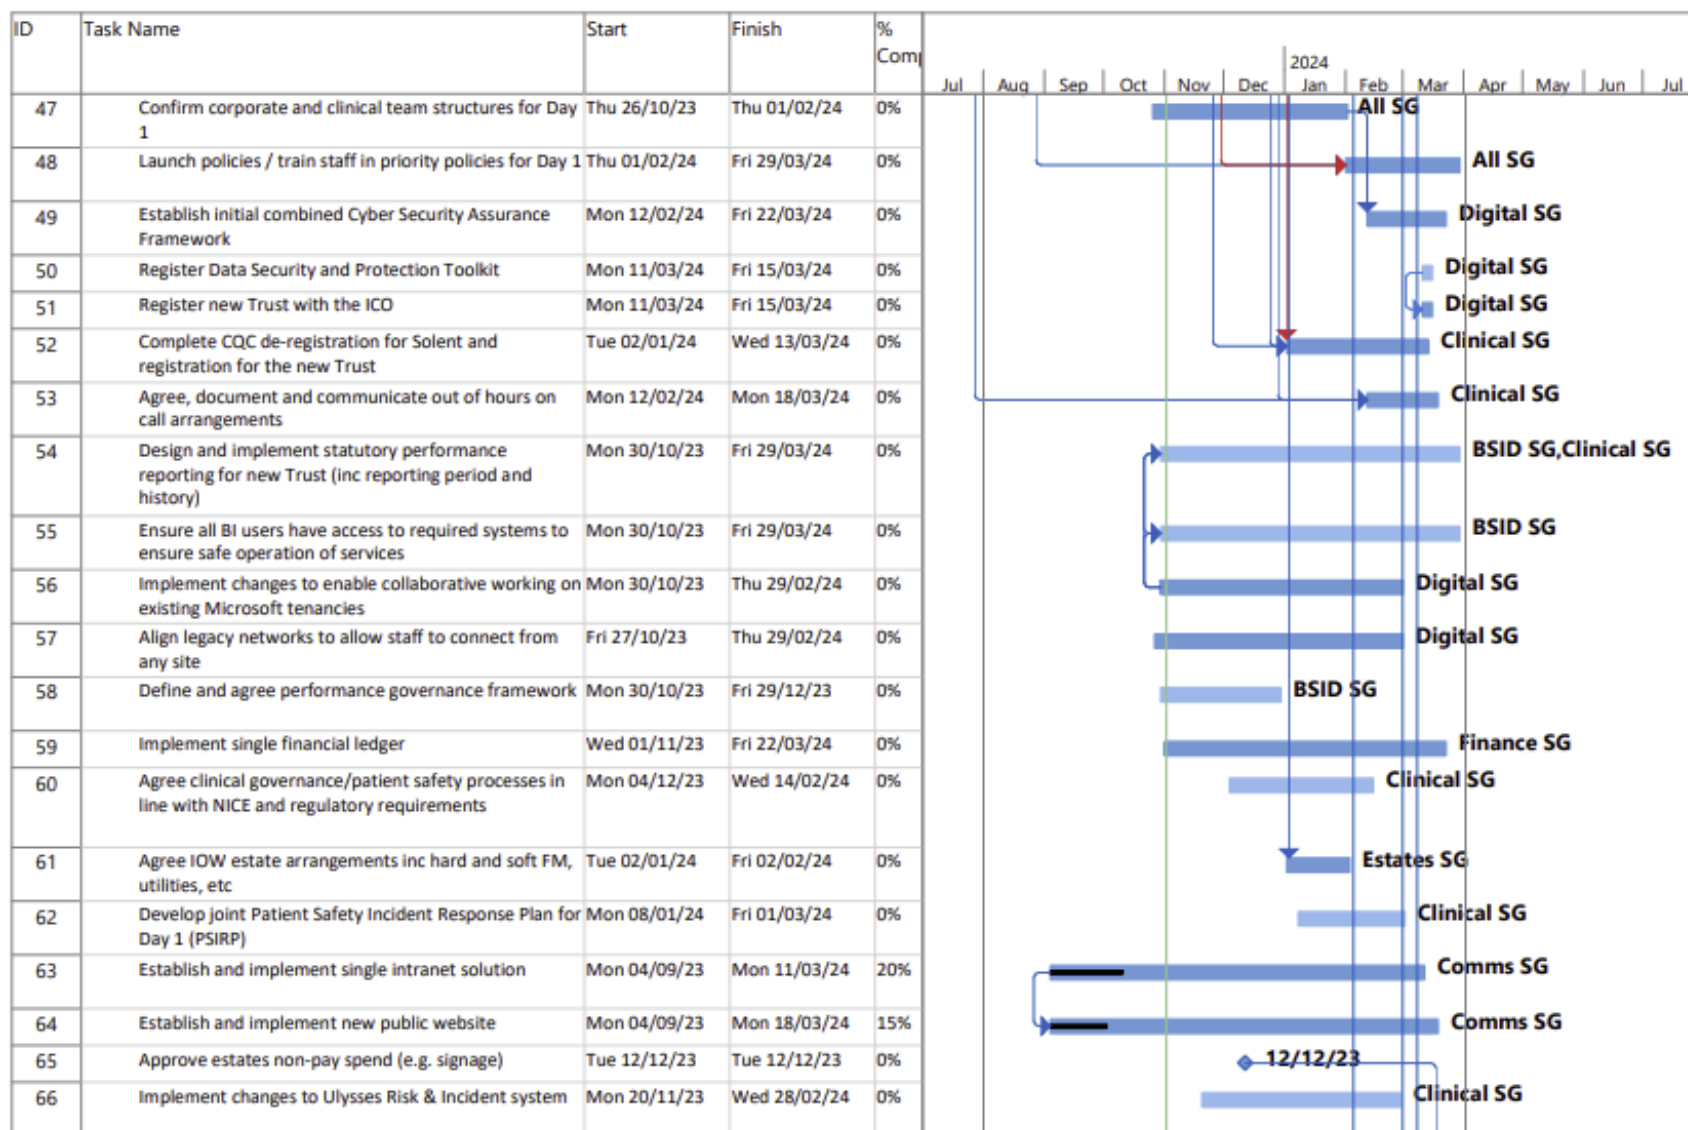 ID Task Name Start Finish %
Comp
2024
Jul Aug Sep Oct Nov Dec Jan Feb Mar Apr May Jun Jul
47 Confirm corporate and clinical team structures for Day Thu 26/10/23 Thu 01/02/24 0% All SG
1
48 Launch policies / train staff in priority policies for Day 1 Thu 01/02/24 Fri 29/03/24 0% All SG
49 Establish initial combined Cyber Security Assurance Mon 12/02/24 Fri 22/03/24 0% Digital SG
Framework
50 Register Data Security and Protection Toolkit Mon 11/03/24 Fri 15/03/24 0% Digital SG
51 Register new Trust with the ICO Mon 11/03/24 Fri 15/03/24 0% Digital SG
52 Complete CQC de-registration for Solent and Tue 02/01/24 Wed 13/03/24 0% Clinical SG
registration for the new Trust
53 Agree, document and communicate out of hours on Mon 12/02/24 Mon 18/03/24 0% Clinical SG
call arrangements
54 Design and implement statutory performance Mon 30/10/23 Fri 29/03/24 0% BSID SG,Clinical SG
reporting for new Trust (inc reporting period and
history)
55 Ensure all BI users have access to required systems to Mon 30/10/23 Fri 29/03/24 0% BSID SG
ensure safe operation of services
56 Implement changes to enable collaborative working on Mon 30/10/23 Thu 29/02/24 0% Digital SG
existing Microsoft tenancies
57 Align legacy networks to allow staff to connect from Fri 27/10/23 Thu 29/02/24 0% Digital SG
any site
58 Define and agree performance governance framework Mon 30/10/23 Fri 29/12/23 0% BSID SG
59 Implement single financial ledger Wed 01/11/23 Fri 22/03/24 0% Finance SG
60 Agree clinical governance/patient safety processes in Mon 04/12/23 Wed 14/02/24 0% Clinical SG
line with NICE and regulatory requirements
61 Agree IOW estate arrangements inc hard and soft FM, Tue 02/01/24 Fri 02/02/24 0% Estates SG
utilities, etc
62 Develop joint Patient Safety Incident Response Plan for Mon 08/01/24 Fri 01/03/24 0% Clinical SG
Day 1 (PSIRP)
63 Establish and implement single intranet solution Mon 04/09/23 Mon 11/03/24 20% Comms SG
64 Establish and implement new public website Mon 04/09/23 Mon 18/03/24 15% Comms SG
65 Approve estates non-pay spend (e.g. signage) Tue 12/12/23 Tue 12/12/23 0% 12/12/23
66 Implement changes to Ulysses Risk & Incident system Mon 20/11/23 Wed 28/02/24 0% Clinical SG